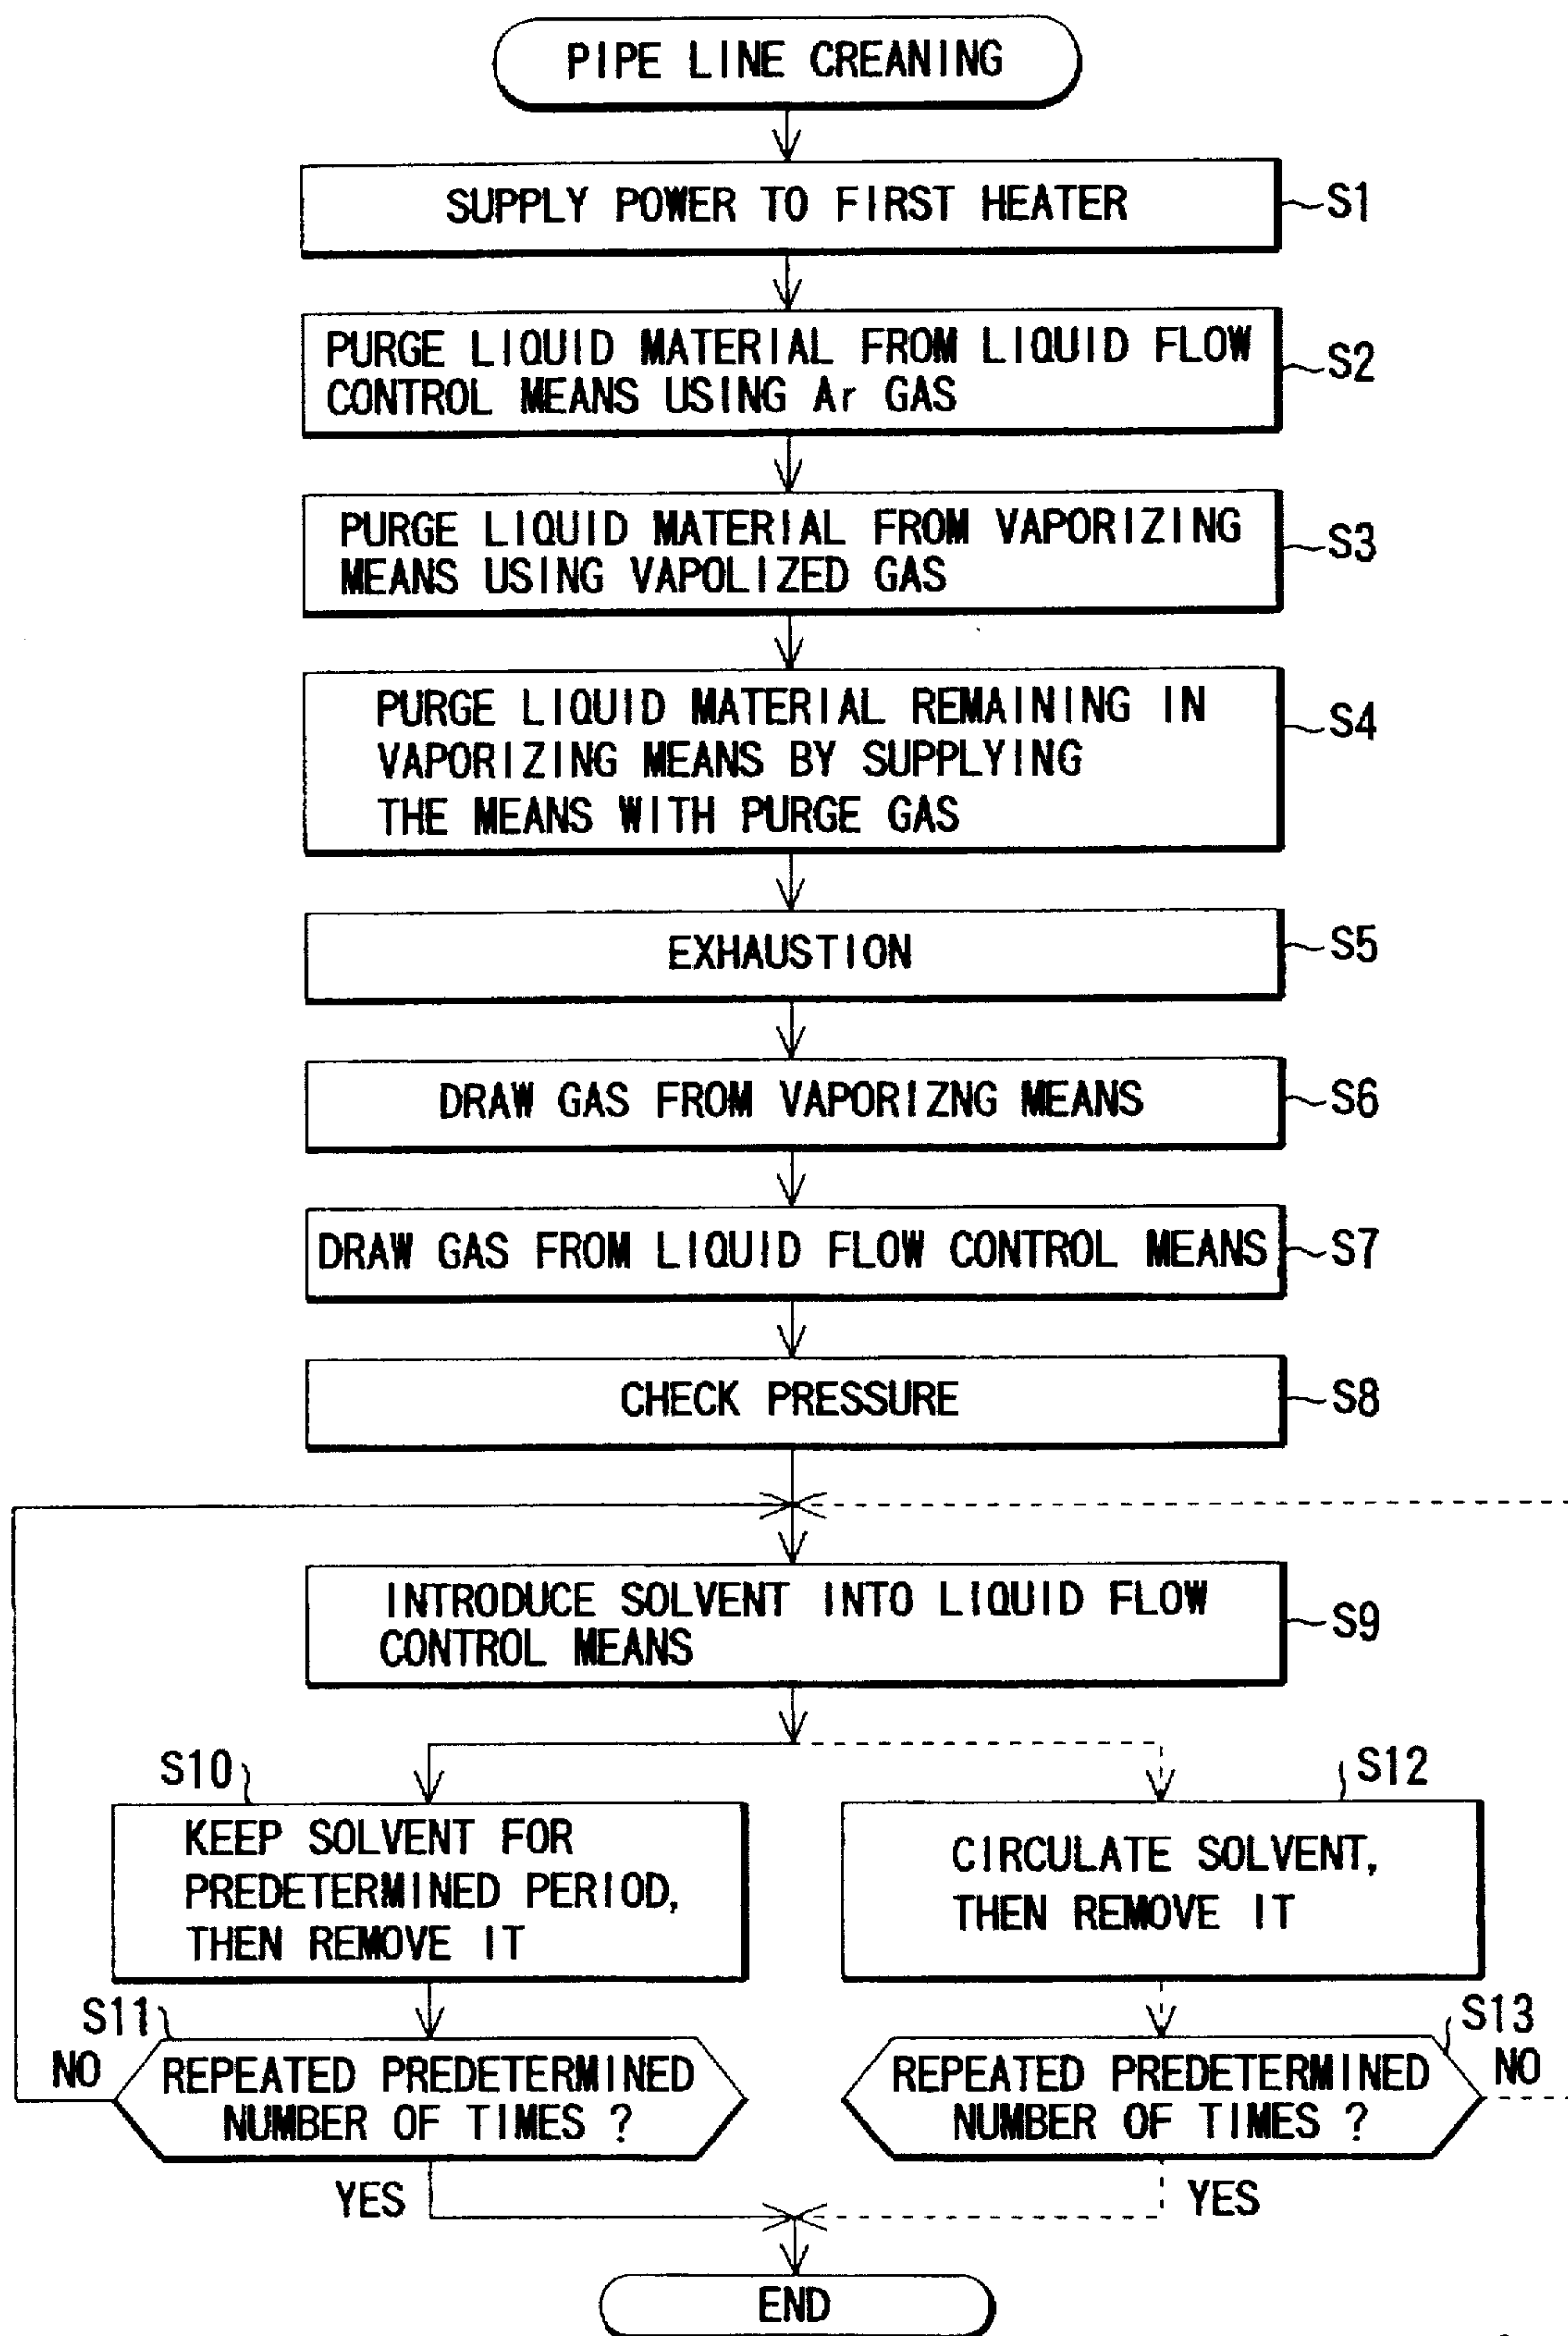 PIPE LINE CREANING
SUPPLY POWER TO FIRST HEATER
S1
PURGE LIQUID MATERIAL FROM LIQUID FLOW
CONTROL MEANS USING Ar GAS
S2
PURGE LIQUID MATERIAL FROM VAPORIZING
MEANS USING VAPOLIZED GAS
S3
PURGE LIQUID MATERIAL REMAINING IN
VAPORIZING MEANS BY SUPPLYING
THE MEANS WITH PURGE GAS
S4
EXHAUSTION
S5
DRAW GAS FROM VAPORIZNG MEANS
S6
DRAW GAS FROM LIQUID FLOW CONTROL MEANS
S7
CHECK PRESSURE
S8
INTRODUCE SOLVENT INTO LIQUID FLOW
CONTROL MEANS
S9
S10
KEEP SOLVENT FOR
PREDETERMINED PERIOD,
THEN REMOVE IT
S12
CIRCULATE SOLVENT,
THEN REMOVE IT
S11
NO
REPEATED PREDETERMINED
NUMBER OF TIMES ?
YES
S13
REPEATED PREDETERMINED
NUMBER OF TIMES ?
NO
YES
END